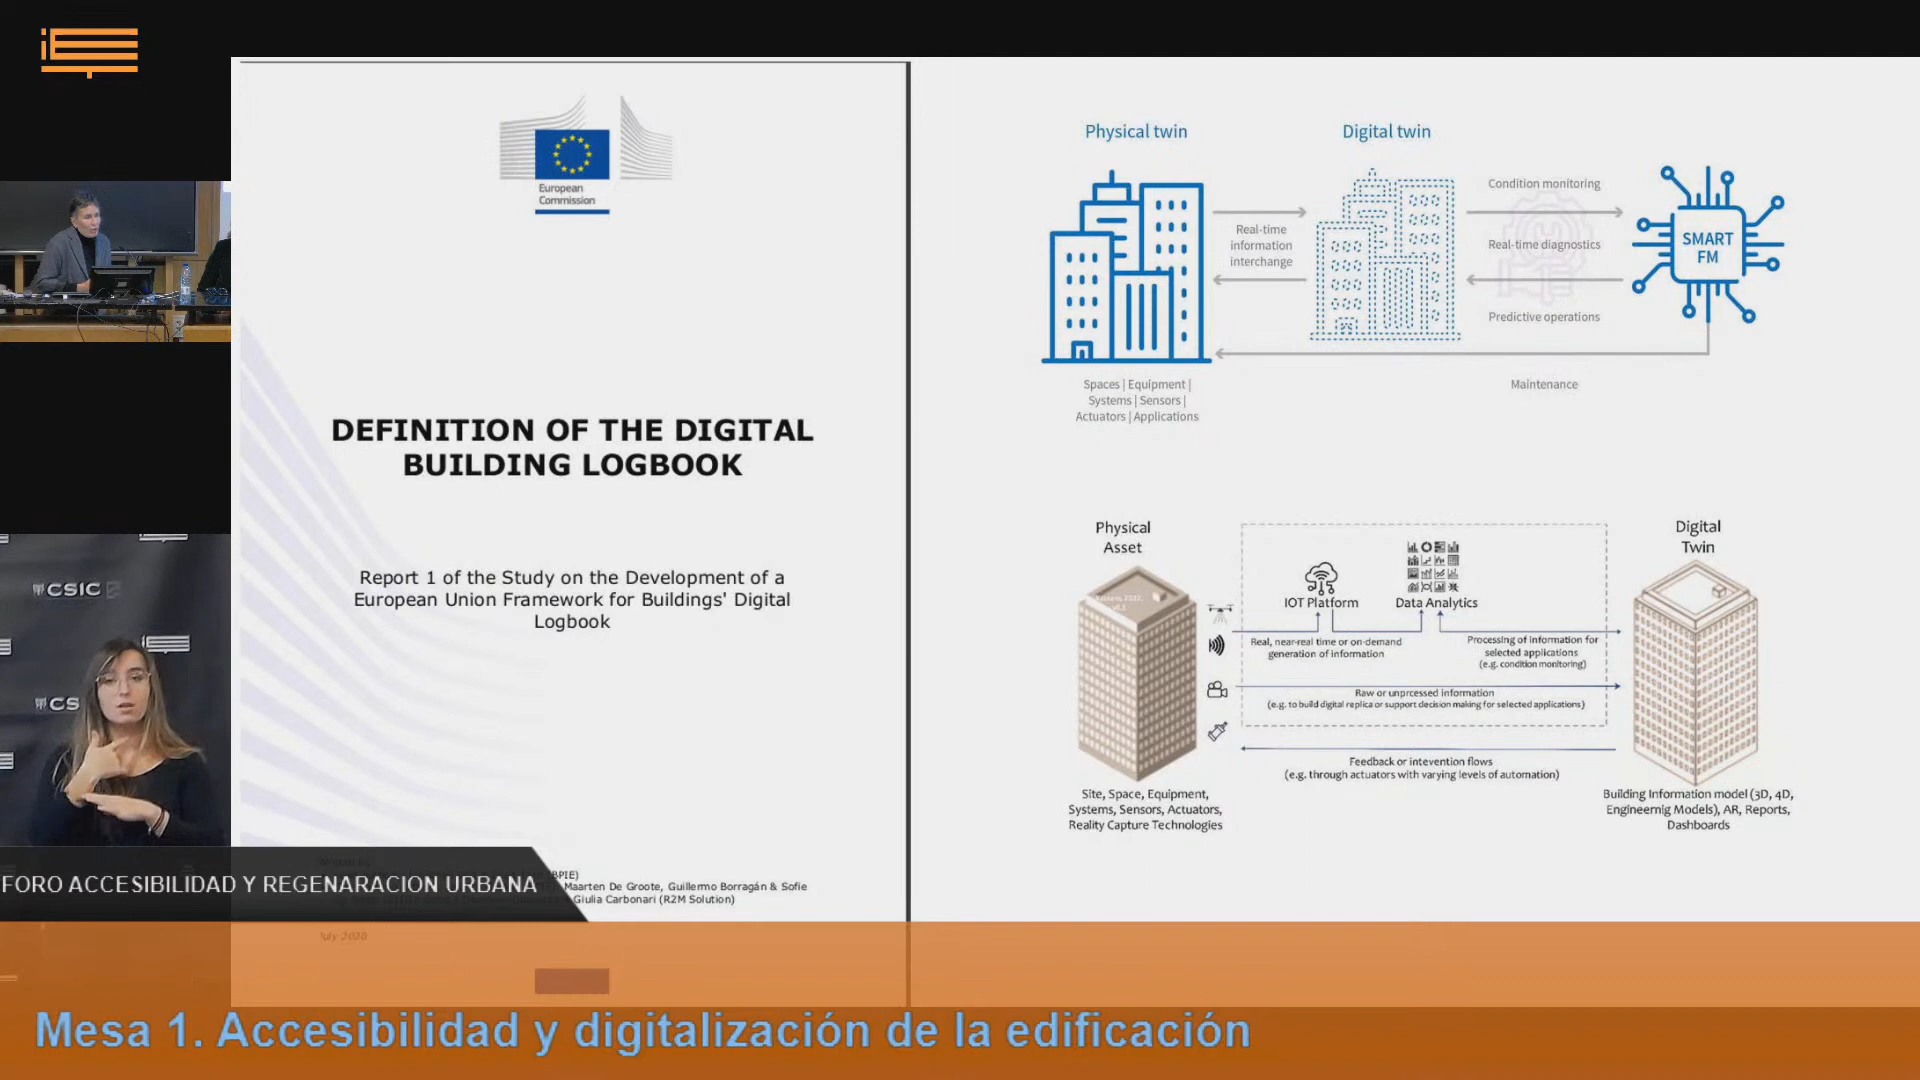 European
Commission
DEFINITION OF THE DIGITAL
BUILDING LOGBOOK
Report 1 of the Study on the Development of a
European Union Framework for Buildings' Digital
Logbook
BPIE)
Maarten De Groote, Guillermo Borragán & Sofie
Giulia Carbonari (R2M Solution)
July 2020
Physical twin
Digital twin
Real-time
information
interchange
Condition monitoring
Real-time diagnostics
Predictive operations
SMART
FM
Spaces | Equipment |
Systems | Sensors |
Actuators | Applications
Maintenance
Physical
Asset
Digital
Twin
IOT Platform
Data Analytics
Real, near-real time or on-demand
generation of information
Processing of information for
selected applications
(e.g. condition monitoring)
Raw or unprcessed information
(e.g. to build digital replica or support decision making for selected applications)
Feedback or intevention flows
(e.g. through actuators with varying levels of automation)
Site, Space, Equipment,
Systems, Sensors, Actuators,
Reality Capture Technologies
Building Information model (3D, 4D,
Engineernig Models), AR, Reports,
Dashboards
CSIC
CS
FORO ACCESIBILIDAD Y REGENARACION URBANA
Mesa 1. Accesibilidad y digitalización de la edificación